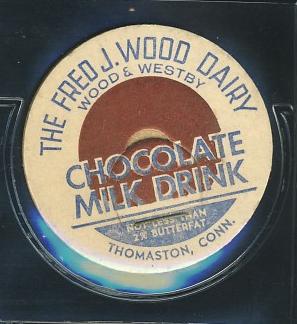 THE FRED J. WOOD DAIRY
WOOD & WESTBY
CHOCOLATE
MILK DRINK
NOT LESS THAN
2% BUTTERFAT
THOMASTON, CONN.